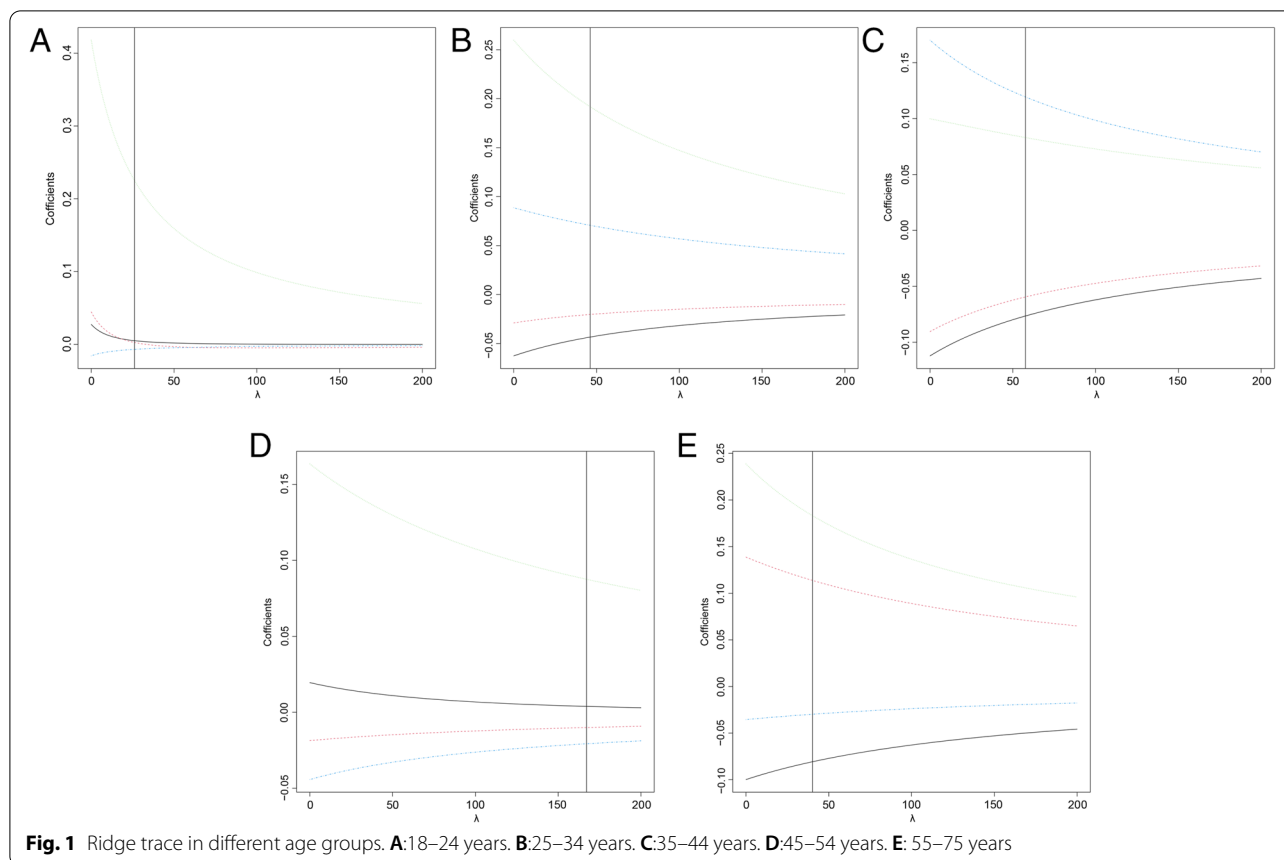 A
Cofficients
0.4
0.3
0.2
0.1
0.0
0 50 100 150 200
λ
B
Cofficients
0.25
0.20
0.15
0.10
0.05
0.00
−0.05
0 50 100 150 200
λ
C
Cofficients
0.15
0.10
0.05
0.00
−0.05
−0.10
0 50 100 150 200
λ
D
Cofficients
0.15
0.10
0.05
0.00
−0.05
0 50 100 150 200
λ
E
Cofficients
0.25
0.20
0.15
0.10
0.05
0.00
−0.05
−0.10
0 50 100 150 200
λ
Fig. 1 Ridge trace in different age groups. A:18–24 years. B:25–34 years. C:35–44 years. D:45–54 years. E: 55–75 years